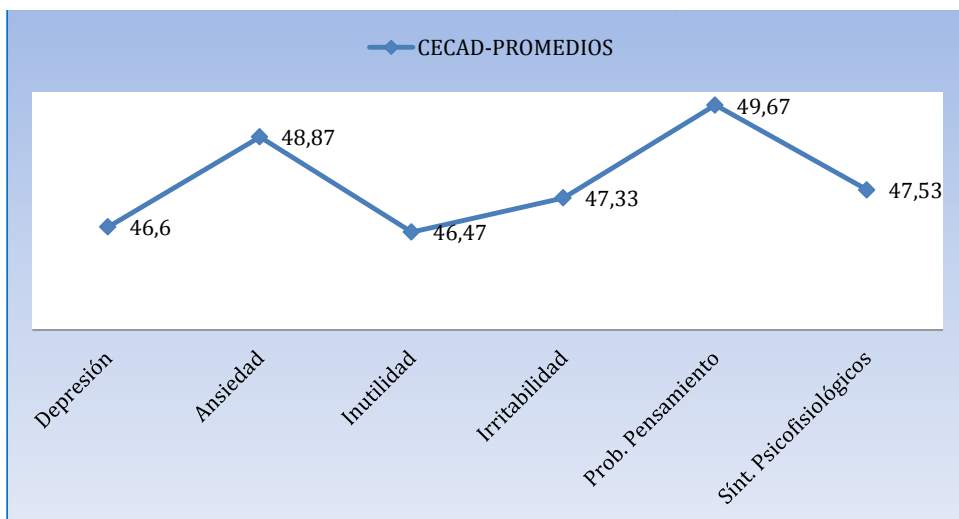 CECAD-PROMEDIOS
46,6
48,87
46,47
47,33
49,67
47,53
Depresión
Ansiedad
Inutilidad
Irritabilidad
Prob. Pensamiento
Sínt. Psicofisiológicos